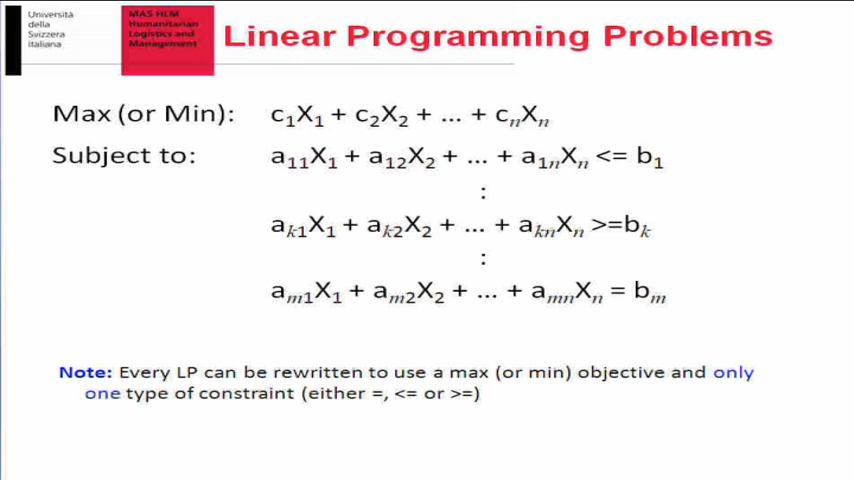 Università
della
Svizzera
italiana
MAS HLM
Humanitarian
Logistics and
Management
Linear Programming Problems
Max (or Min): c₁X₁ + c₂X₂ + ... + cₙXₙ
Subject to: a₁₁X₁ + a₁₂X₂ + ... + a₁ₙXₙ <= b₁
:
aₖ₁X₁ + aₖ₂X₂ + ... + aₖₙXₙ >=bₖ
:
aₘ₁X₁ + aₘ₂X₂ + ... + aₘₙXₙ = bₘ
Note: Every LP can be rewritten to use a max (or min) objective and only
one type of constraint (either =, <= or >=)